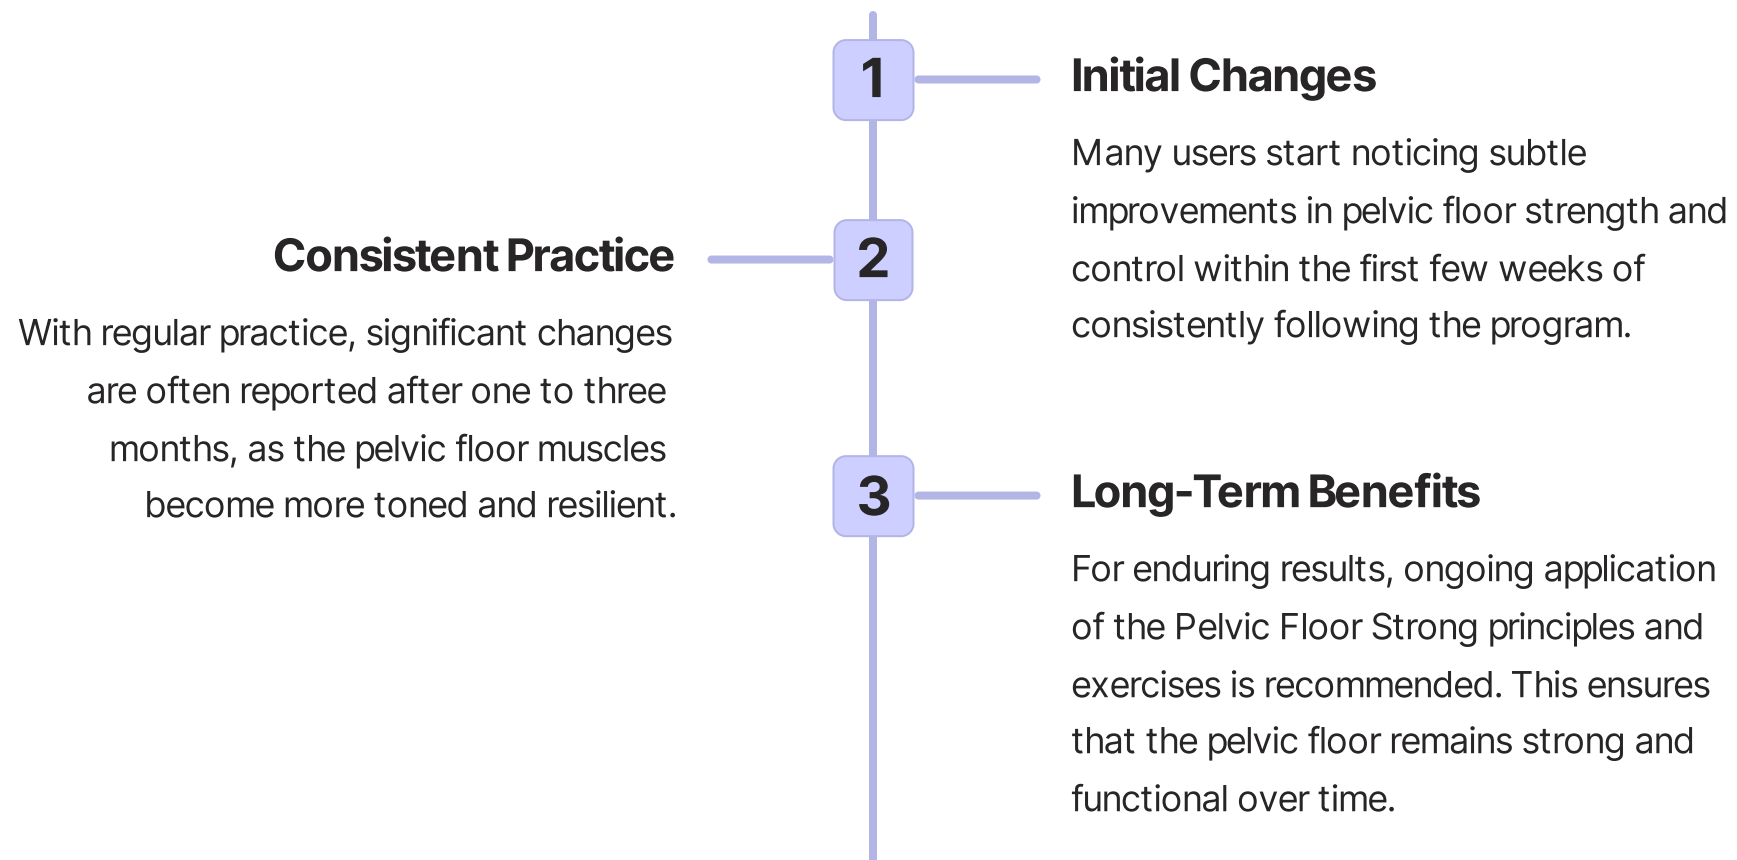 1
Initial Changes
Many users start noticing subtle
improvements in pelvic floor strength and
control within the first few weeks of
consistently following the program.
2
Consistent Practice
With regular practice, significant changes
are often reported after one to three
months, as the pelvic floor muscles
become more toned and resilient.
3
Long-Term Benefits
For enduring results, ongoing application
of the Pelvic Floor Strong principles and
exercises is recommended. This ensures
that the pelvic floor remains strong and
functional over time.